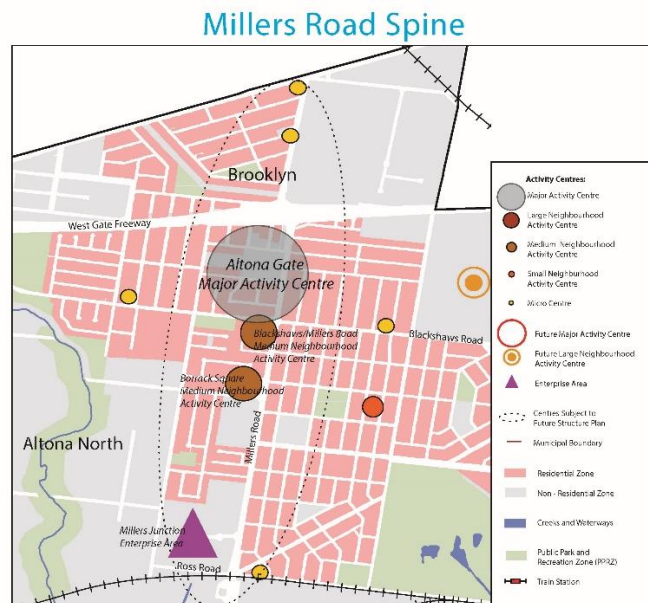 Millers Road Spine
Brooklyn
West Gate Freeway
Altona Gate
Major Activity Centre
Blackshaws/Millers Road
Medium Neighbourhood
Activity Centre
Blackshaws Road
Borrack Square
Medium Neighbourhood
Activity Centre
Altona North
Millers Road
Millers Junction
Enterprise Area
Ross Road
Activity Centres:
Major Activity Centre
Large Neighbourhood
Activity Centre
Medium Neighbourhood
Activity Centre
Small Neighburhood
Activity Centre
Micro Centre
Future Major Activity Centre
Future Large Neighbourhood
Activity Centre
Enterprise Area
Centres Subject to
Future Structure Plan
Municipal Boundary
Residential Zone
Non - Residential Zone
Creeks and Waterways
Public Park and
Recreation Zone (PPRZ)
Train Station